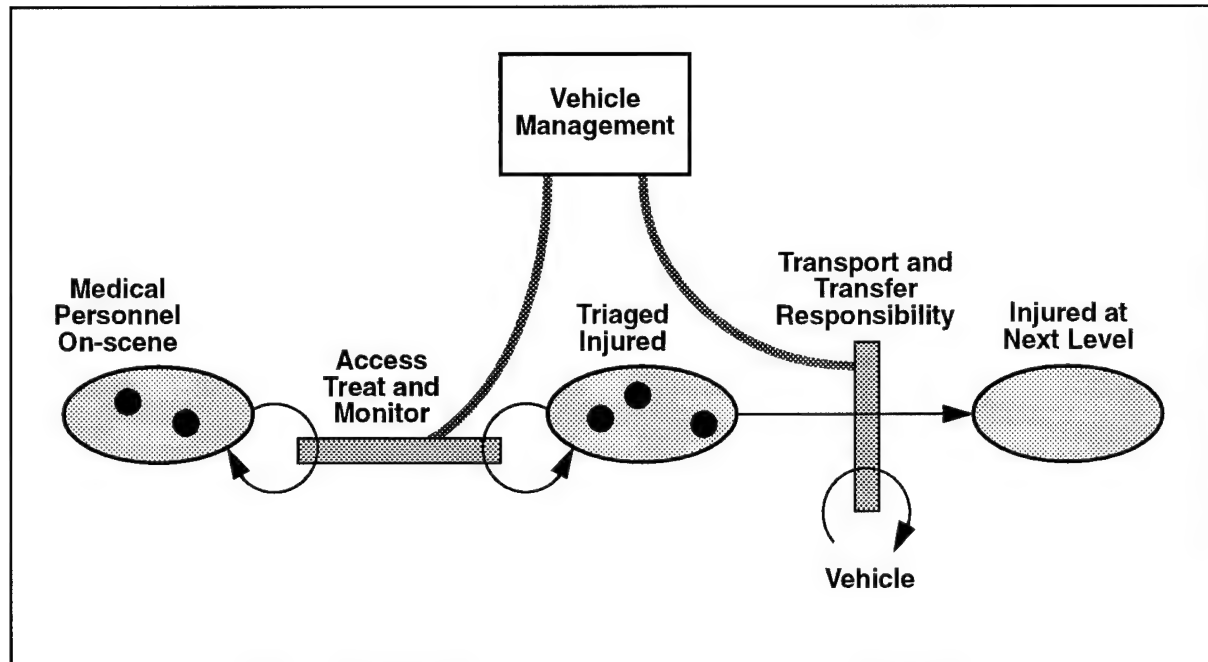 Vehicle
Management
Medical
Personnel
On-scene
Access
Treat and
Monitor
Triaged
Injured
Transport and
Transfer
Responsibility
Injured at
Next Level
Vehicle